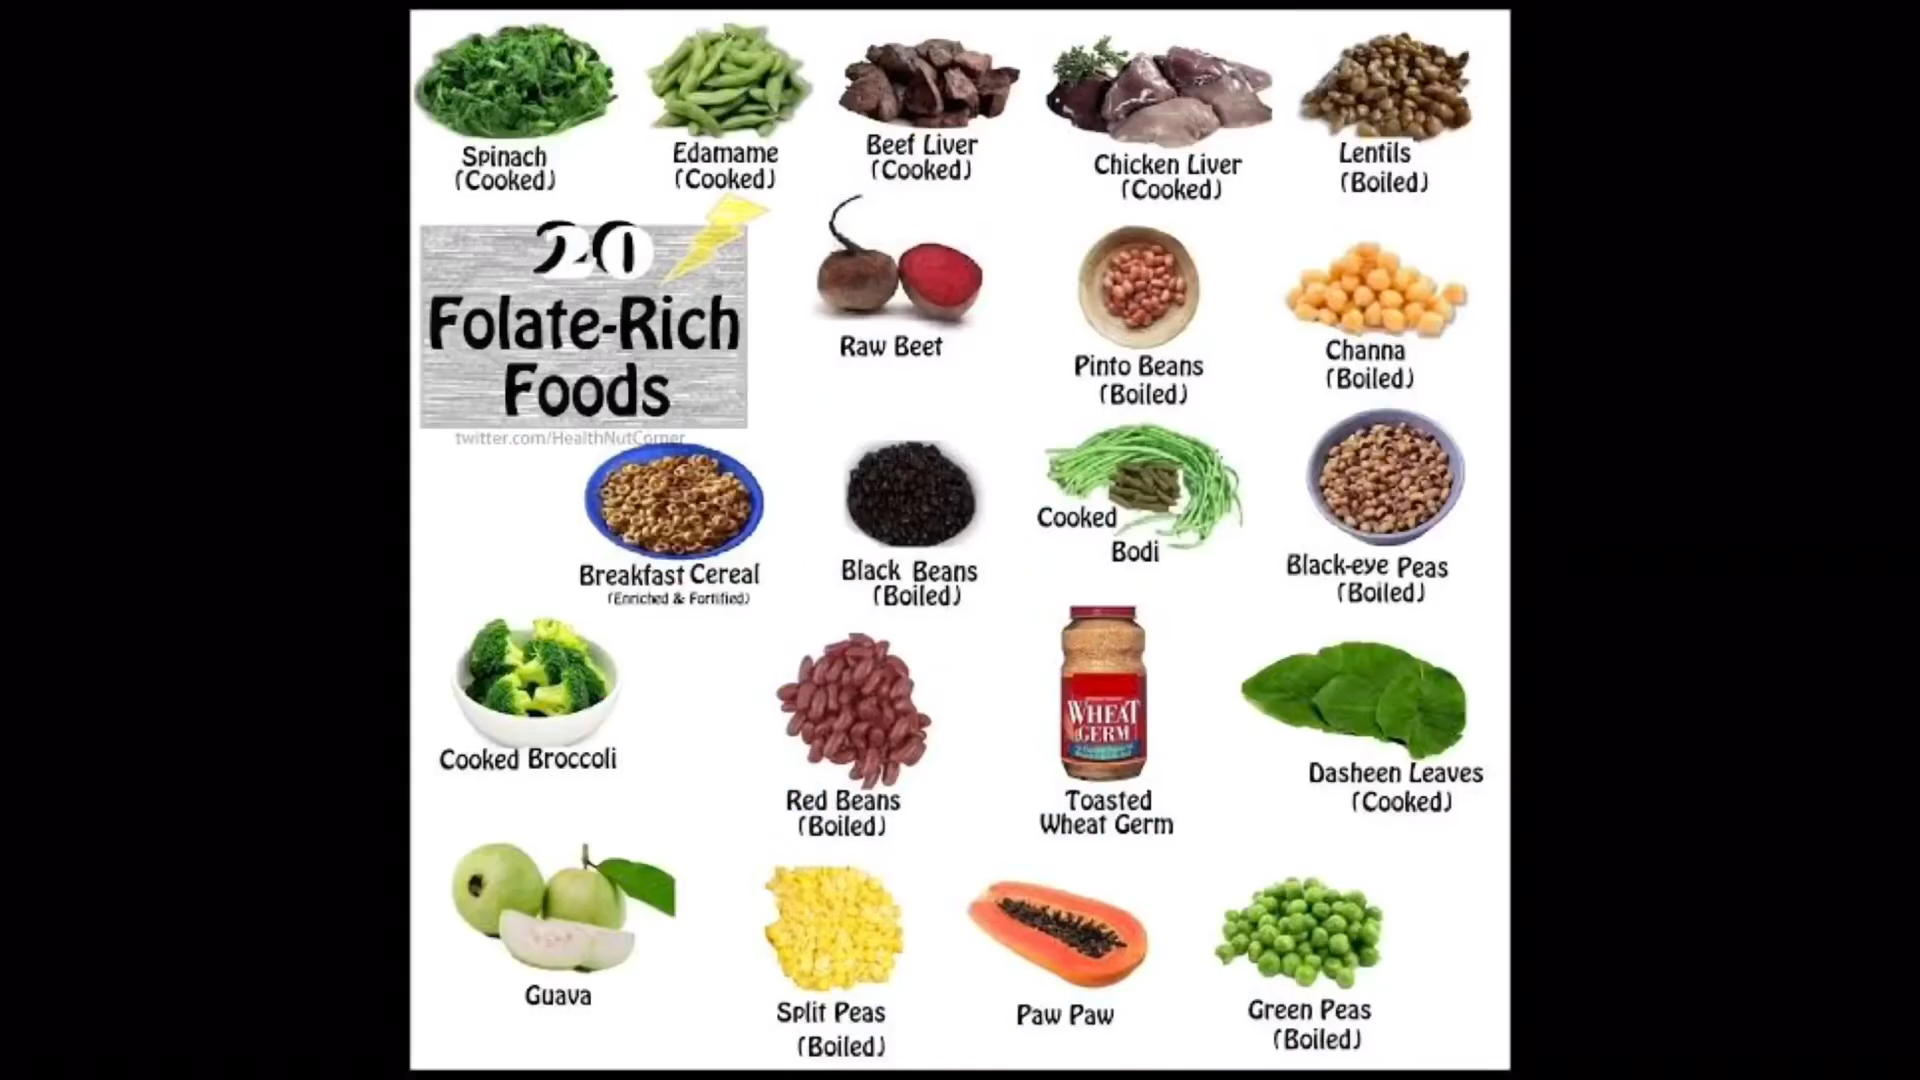 Spinach
(Cooked)
Edamame
(Cooked)
Beef Liver
(Cooked)
Chicken Liver
(Cooked)
Lentils
(Boiled)
20
Folate-Rich
Foods
twitter.com/HealthNutCorner
Raw Beet
Pinto Beans
(Boiled)
Channa
(Boiled)
Breakfast Cereal
(Enriched & Fortified)
Black Beans
(Boiled)
Cooked
Bodi
Black-eye Peas
(Boiled)
Cooked Broccoli
Red Beans
(Boiled)
WHEAT
GERM
Toasted
Wheat Germ
Dasheen Leaves
(Cooked)
Guava
Split Peas
(Boiled)
Paw Paw
Green Peas
(Boiled)